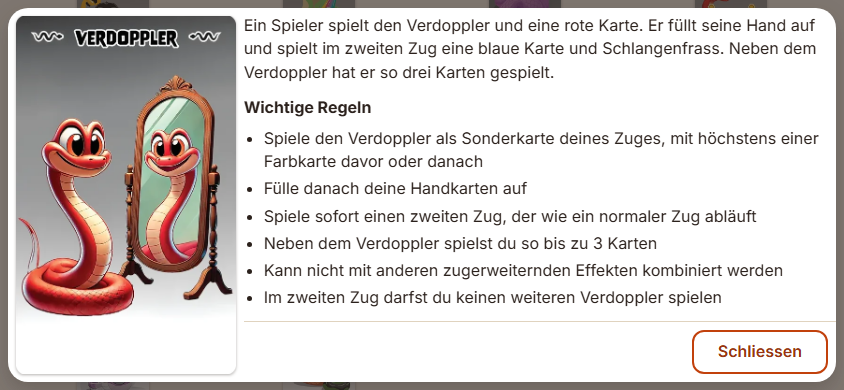 VERDOPPLER
Ein Spieler spielt den Verdoppler und eine rote Karte. Er füllt seine Hand auf
und spielt im zweiten Zug eine blaue Karte und Schlangenfrass. Neben dem
Verdoppler hat er so drei Karten gespielt.
Wichtige Regeln
• Spiele den Verdoppler als Sonderkarte deines Zuges, mit höchstens einer
Farbkarte davor oder danach
• Fülle danach deine Handkarten auf
• Spiele sofort einen zweiten Zug, der wie ein normaler Zug abläuft
• Neben dem Verdoppler spielst du so bis zu 3 Karten
• Kann nicht mit anderen zugerweiternden Effekten kombiniert werden
• Im zweiten Zug darfst du keinen weiteren Verdoppler spielen
Schliessen